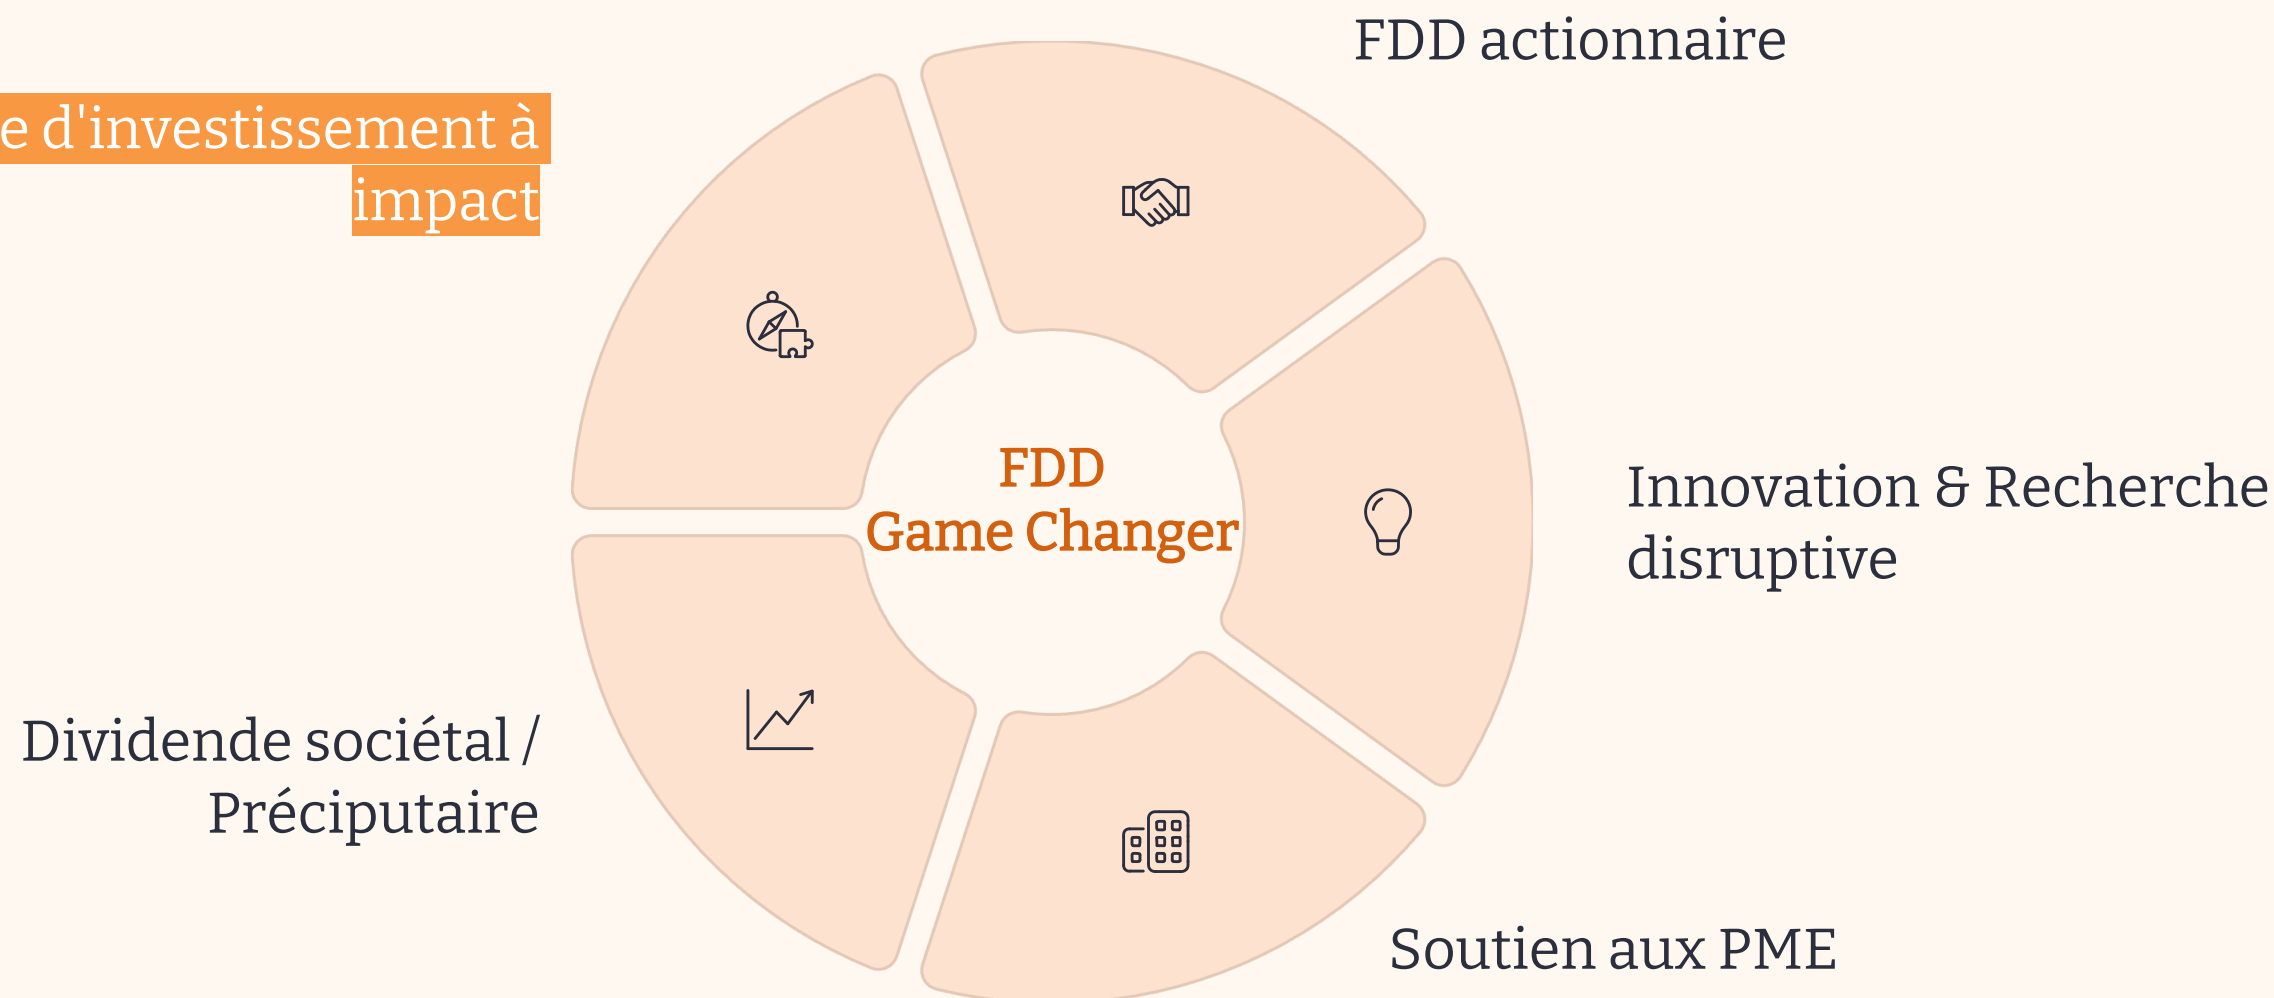 FDD actionnaire
e d'investissement à
impact
FDD
Game Changer
Innovation & Recherche
disruptive
Dividende sociétal /
Préciputaire
Soutien aux PME